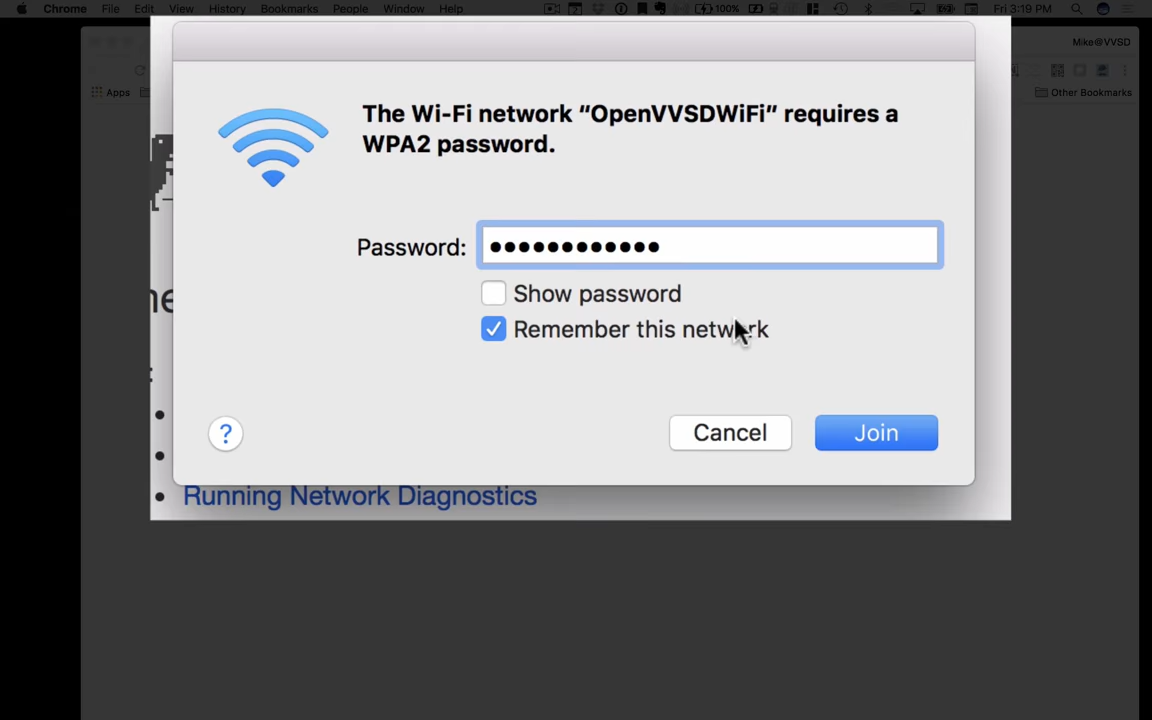 Chrome File Edit View History Bookmarks People Window Help 100% Fri 3:19 PM
Mike@VVSD
Apps Other Bookmarks
The Wi-Fi network “OpenVVSDWiFi” requires a
WPA2 password.
Password: ••••••••••••
Show password
Remember this network
? Cancel Join
• Running Network Diagnostics